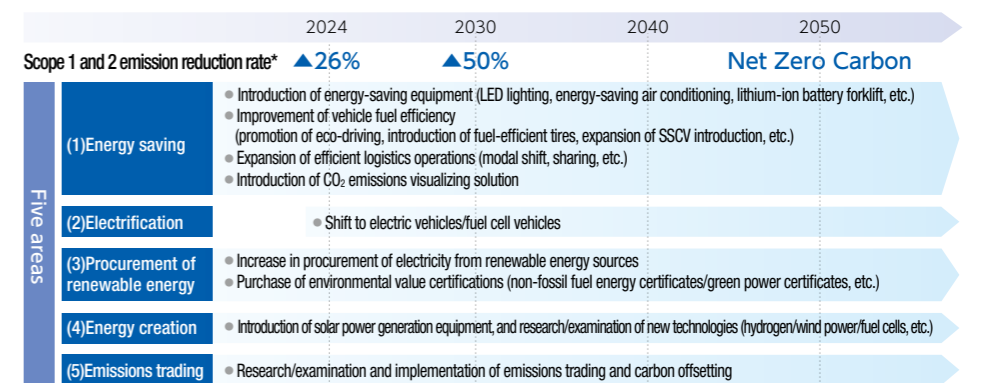 2024 2030 2040 2050
Scope 1 and 2 emission reduction rate* ▲26% ▲50% Net Zero Carbon
Five areas
(1)Energy saving
● Introduction of energy-saving equipment (LED lighting, energy-saving air conditioning, lithium-ion battery forklift, etc.)
● Improvement of vehicle fuel efficiency
(promotion of eco-driving, introduction of fuel-efficient tires, expansion of SSCV introduction, etc.)
● Expansion of efficient logistics operations (modal shift, sharing, etc.)
● Introduction of CO₂ emissions visualizing solution
(2)Electrification
● Shift to electric vehicles/fuel cell vehicles
(3)Procurement of
renewable energy
● Increase in procurement of electricity from renewable energy sources
● Purchase of environmental value certifications (non-fossil fuel energy certificates/green power certificates, etc.)
(4)Energy creation
● Introduction of solar power generation equipment, and research/examination of new technologies (hydrogen/wind power/fuel cells, etc.)
(5)Emissions trading
● Research/examination and implementation of emissions trading and carbon offsetting